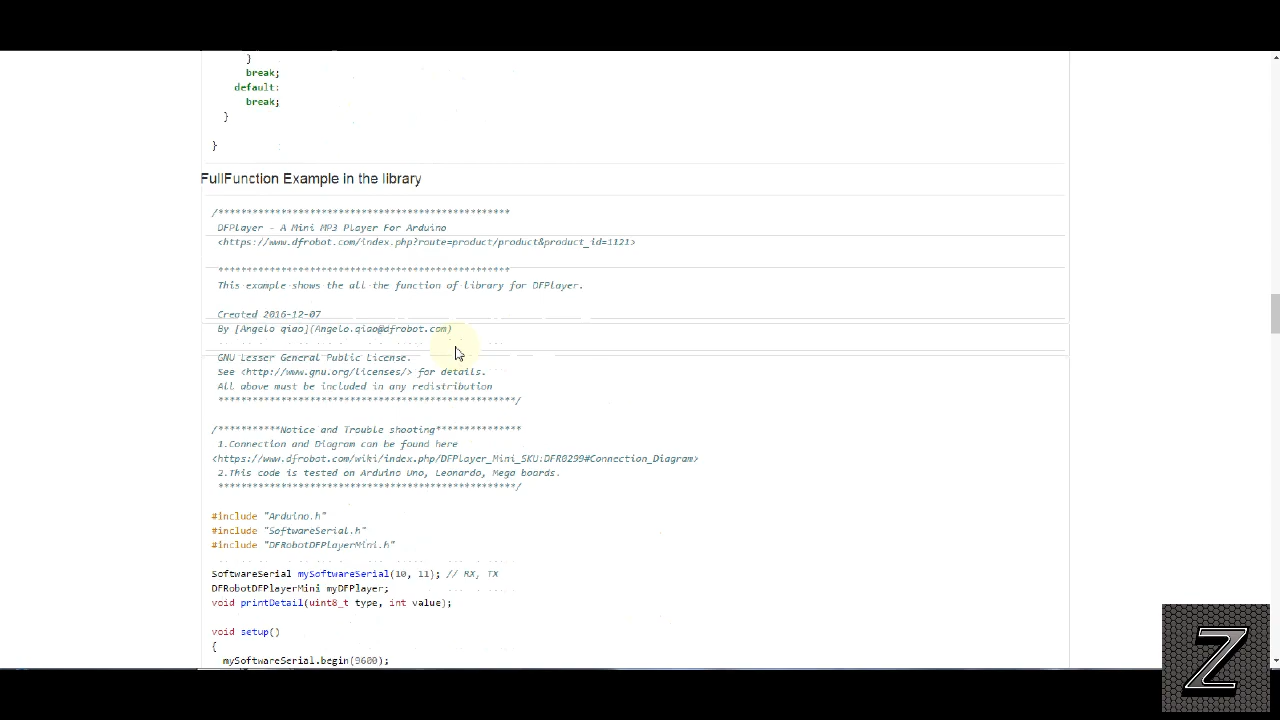 }
break;
default:
break;
}
}
FullFunction Example in the library
/***************************************************
DFPlayer - A Mini MP3 Player For Arduino
<https://www.dfrobot.com/index.php?route=product/product&product_id=1121>
***************************************************
This example shows the all the function of library for DFPlayer.
Created 2016-12-07
By [Angelo qiao](Angelo.qiao@dfrobot.com)
GNU Lesser General Public License.
See <http://www.gnu.org/licenses/> for details.
All above must be included in any redistribution
****************************************************/
/***********Notice and Trouble shooting***************
1.Connection and Diagram can be found here
<https://www.dfrobot.com/wiki/index.php/DFPlayer_Mini_SKU:DFR0299#Connection_Diagram>
2.This code is tested on Arduino Uno, Leonardo, Mega boards.
****************************************************/
#include "Arduino.h"
#include "SoftwareSerial.h"
#include "DFRobotDFPlayerMini.h"
SoftwareSerial mySoftwareSerial(10, 11); // RX, TX
DFRobotDFPlayerMini myDFPlayer;
void printDetail(uint8_t type, int value);
void setup()
{
mySoftwareSerial.begin(9600);
Z